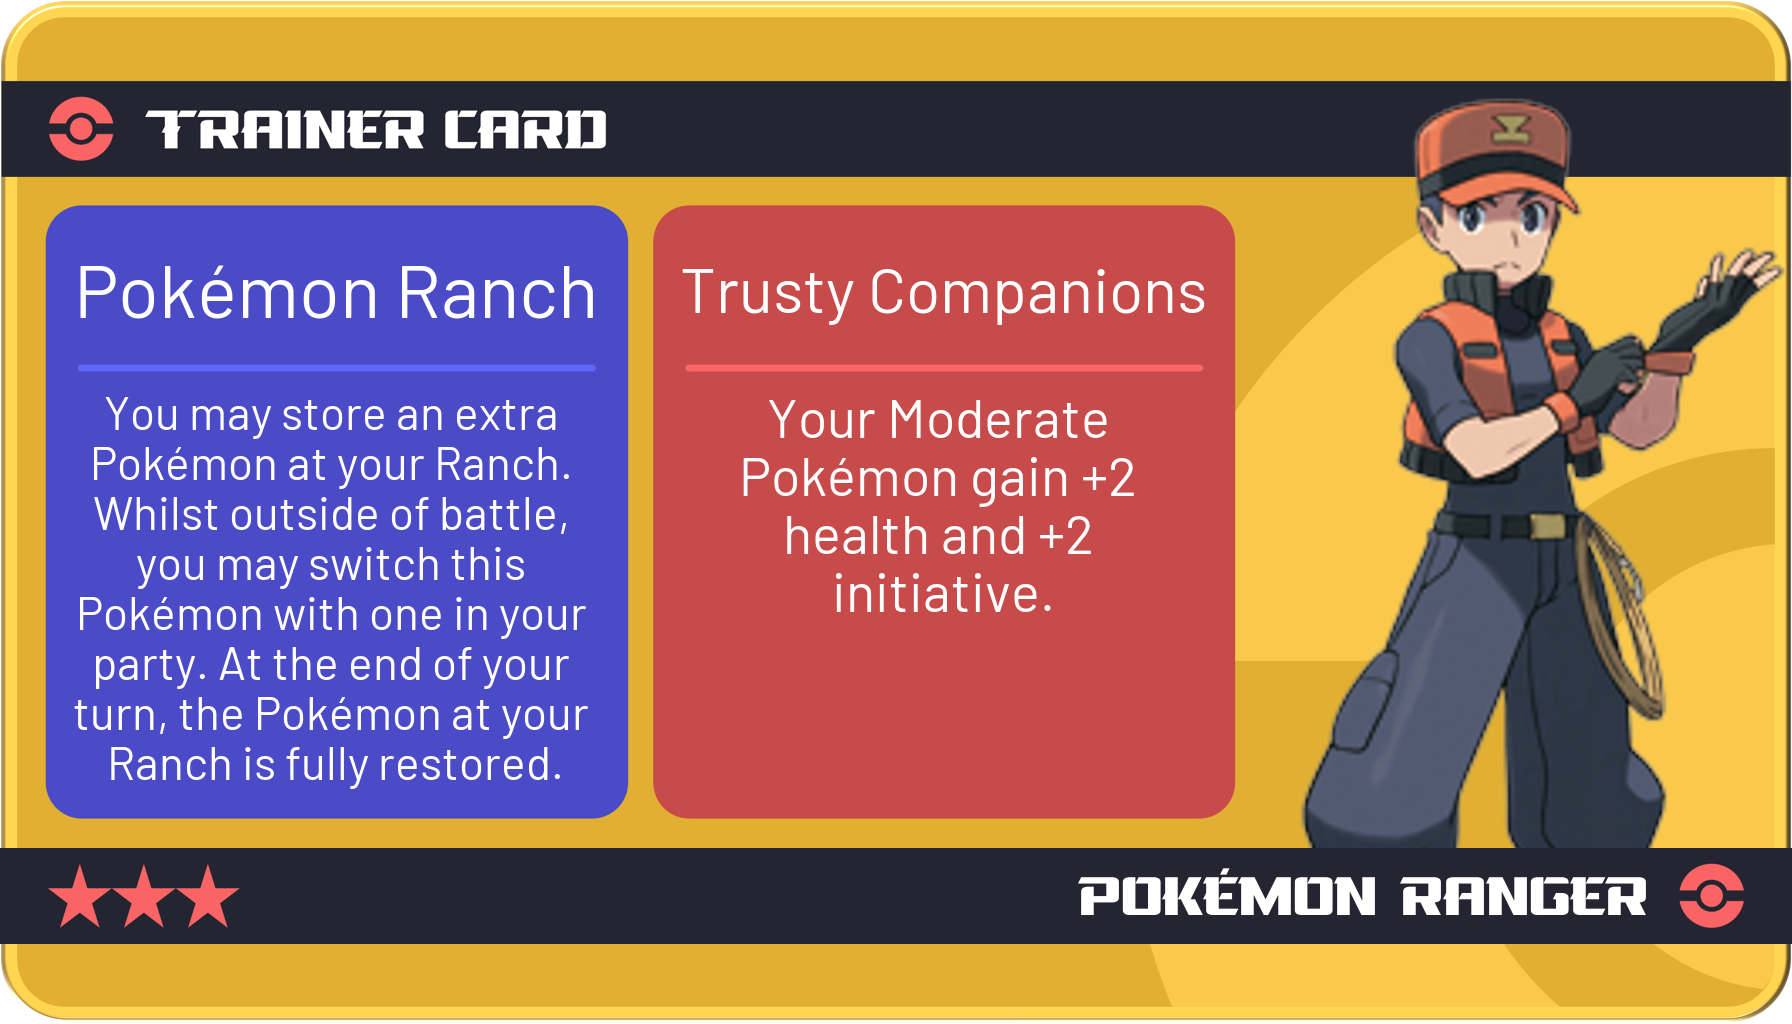 TRAINER CARD
Pokémon Ranch
You may store an extra
Pokémon at your Ranch.
Whilst outside of battle,
you may switch this
Pokémon with one in your
party. At the end of your
turn, the Pokémon at your
Ranch is fully restored.
Trusty Companions
Your Moderate
Pokémon gain +2
health and +2
initiative.
POKÉMON RANGER